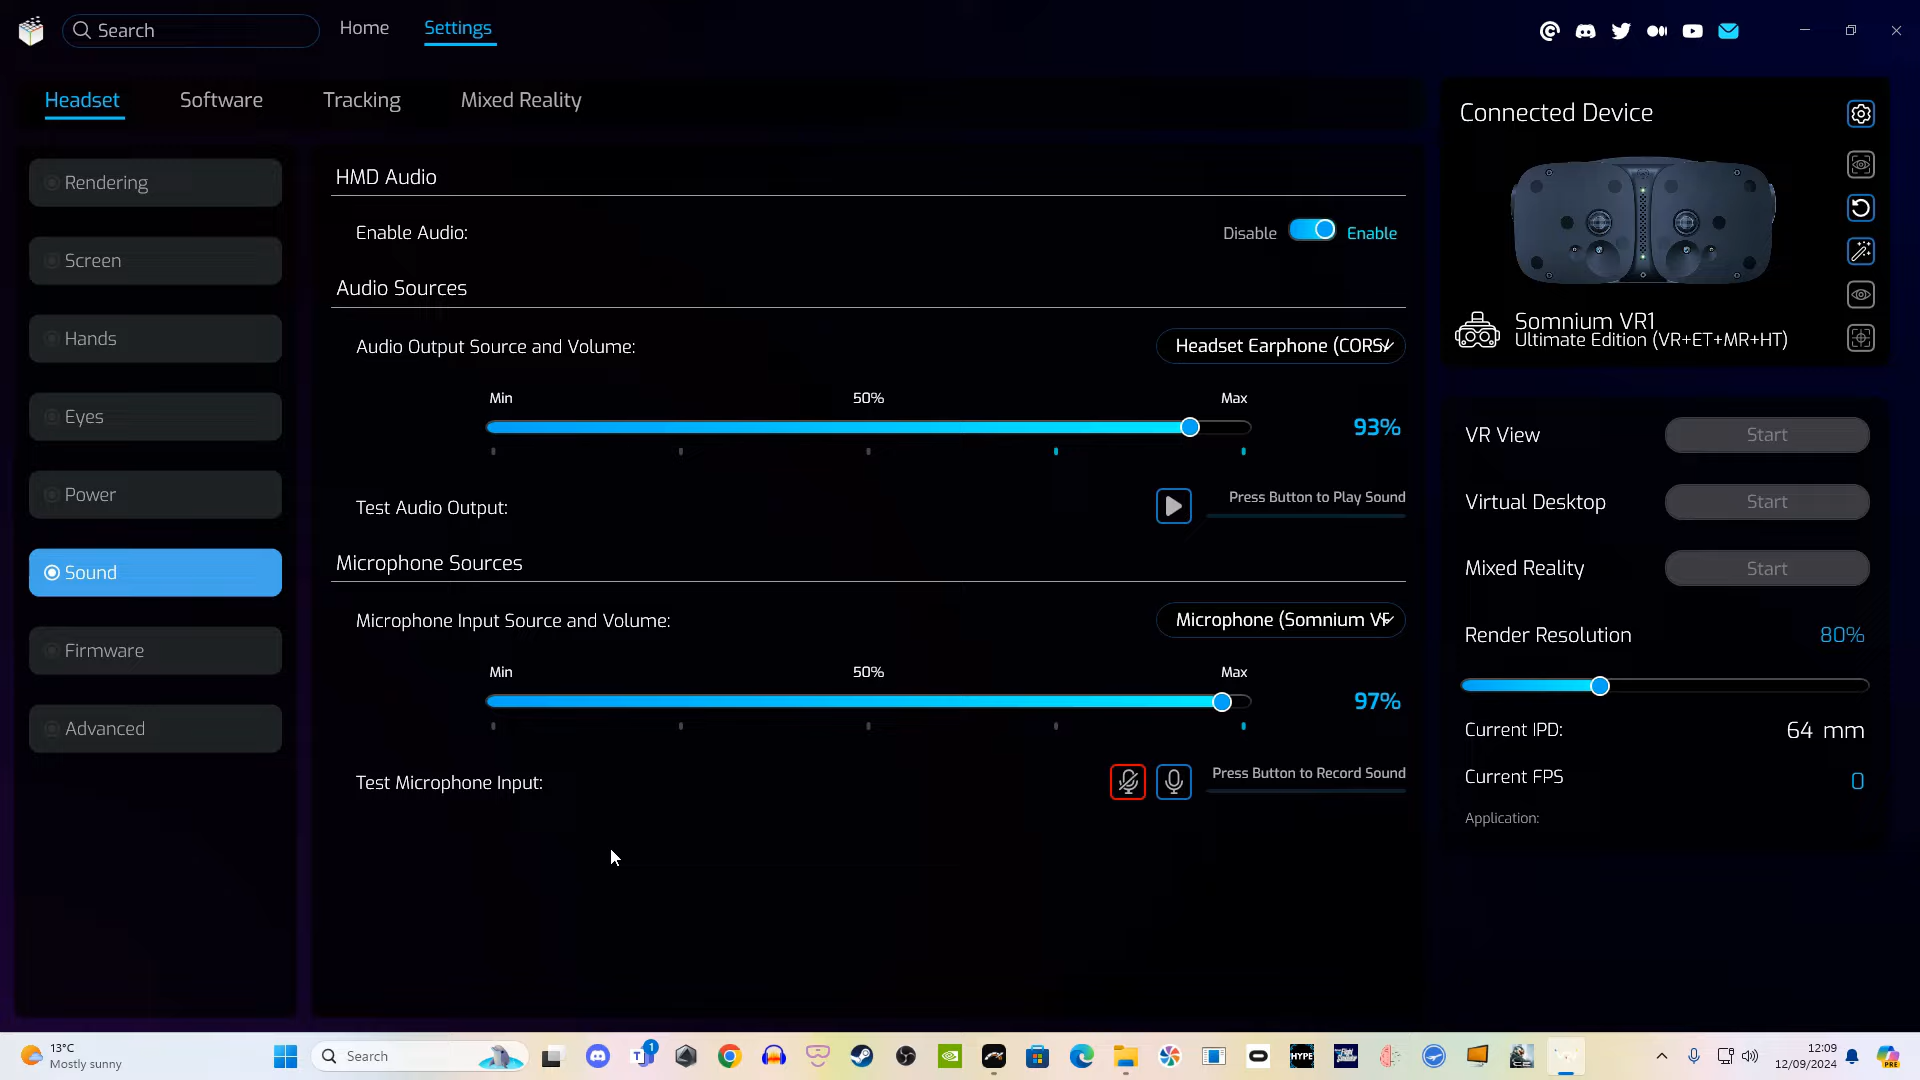 Search
Home
Settings
Headset
Software
Tracking
Mixed Reality
Rendering
Screen
Hands
Eyes
Power
Sound
Firmware
Advanced
HMD Audio
Enable Audio:
Disable
Enable
Audio Sources
Audio Output Source and Volume:
Headset Earphone (CORSA
Min
50%
Max
93%
Test Audio Output:
Press Button to Play Sound
Microphone Sources
Microphone Input Source and Volume:
Microphone (Somnium VR
Min
50%
Max
97%
Test Microphone Input:
Press Button to Record Sound
Connected Device
Somnium VR1
Ultimate Edition (VR+ET+MR+HT)
VR View
Start
Virtual Desktop
Start
Mixed Reality
Start
Render Resolution
80%
Current IPD:
64 mm
Current FPS
0
Application:
13°C
Mostly sunny
Search
1
HYPE
12:09
12/09/2024
PRE